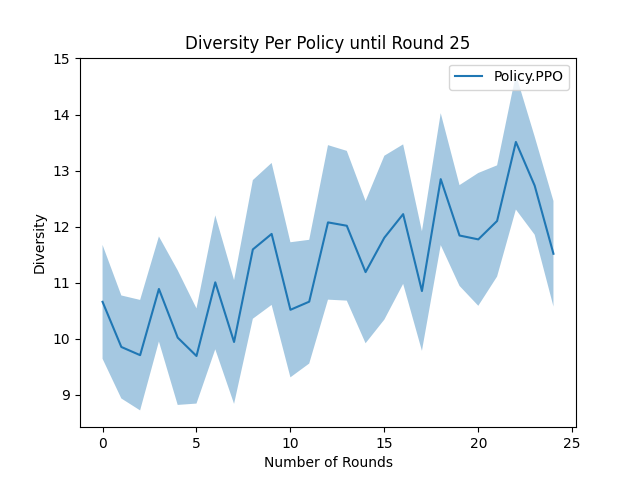 Diversity Per Policy until Round 25
Policy.PPO
Diversity
15
14
13
12
11
10
9
0 5 10 15 20 25
Number of Rounds